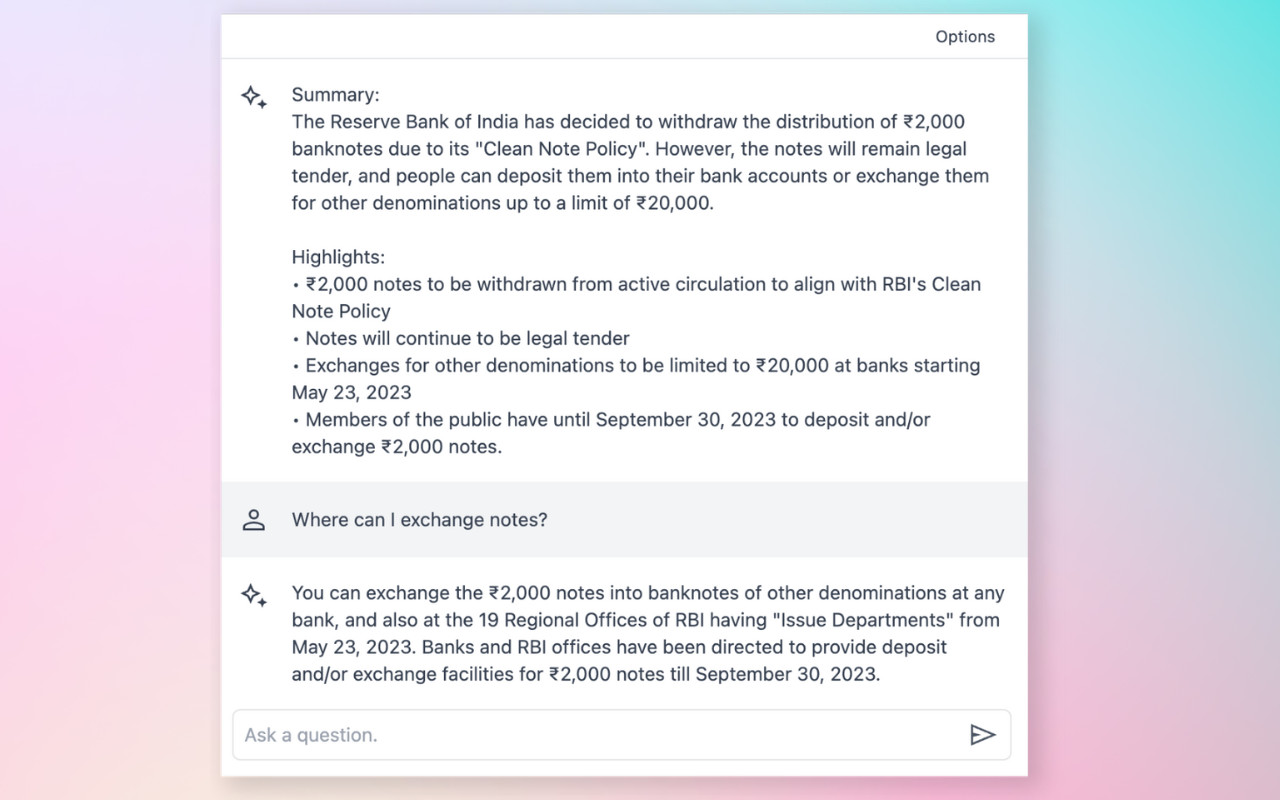 Options
Summary:
The Reserve Bank of India has decided to withdraw the distribution of ₹2,000
banknotes due to its "Clean Note Policy". However, the notes will remain legal
tender, and people can deposit them into their bank accounts or exchange them
for other denominations up to a limit of ₹20,000.
Highlights:
• ₹2,000 notes to be withdrawn from active circulation to align with RBI's Clean
Note Policy
• Notes will continue to be legal tender
• Exchanges for other denominations to be limited to ₹20,000 at banks starting
May 23, 2023
• Members of the public have until September 30, 2023 to deposit and/or
exchange ₹2,000 notes.
Where can I exchange notes?
You can exchange the ₹2,000 notes into banknotes of other denominations at any
bank, and also at the 19 Regional Offices of RBI having "Issue Departments" from
May 23, 2023. Banks and RBI offices have been directed to provide deposit
and/or exchange facilities for ₹2,000 notes till September 30, 2023.
Ask a question.